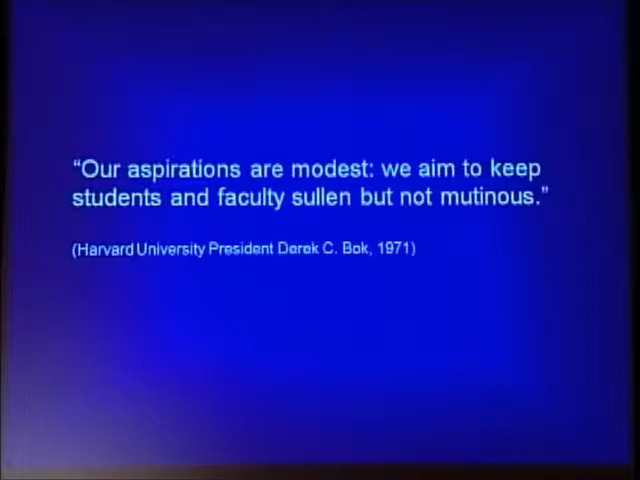 “Our aspirations are modest: we aim to keep
students and faculty sullen but not mutinous.”
(Harvard University President Derek C. Bok, 1971)